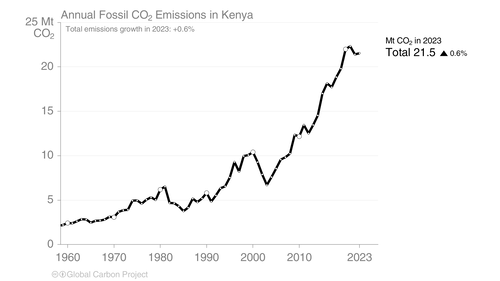 Annual Fossil CO₂ Emissions in Kenya
Total emissions growth in 2023: +0.6%
25 Mt
CO₂
20
15
10
5
0
1960
1970
1980
1990
2000
2010
2023
Mt CO₂ in 2023
Total 21.5 ▲ 0.6%
Global Carbon Project